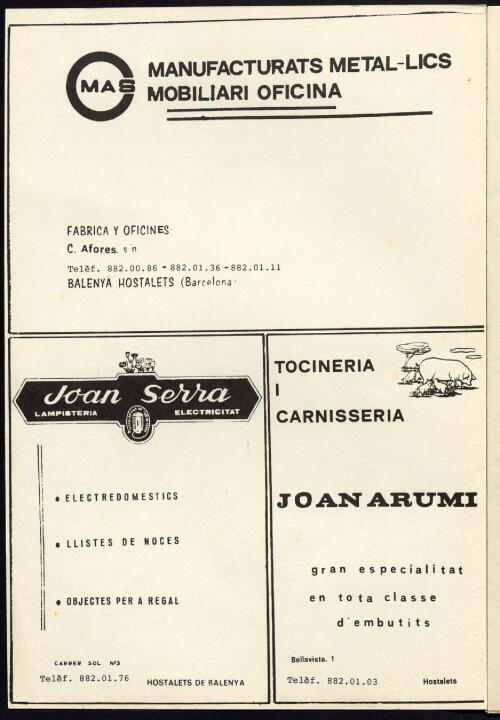 MAS
MANUFACTURATS METAL-LICS
MOBILIARI OFICINA
FABRICA Y OFICINES:
C. Afores. s/n
Telèf. 882.00.86 - 882.01.36 - 882.01.11
BALENYA HOSTALETS (Barcelona)
Joan Serra
LAMPISTERIA ELECTRICITAT
• ELECTREDOMESTICS
• LLISTES DE NOCES
• OBJECTES PER A REGAL
CARRER SOL Nº3
Telèf. 882.01.76 HOSTALETS DE BALENYA
TOCINERIA
I
CARNISSERIA
JOAN ARUMI
gran especialitat
en tota classe
d'embutits
Bellavista, 1
Telèf. 882.01.03 Hostalets